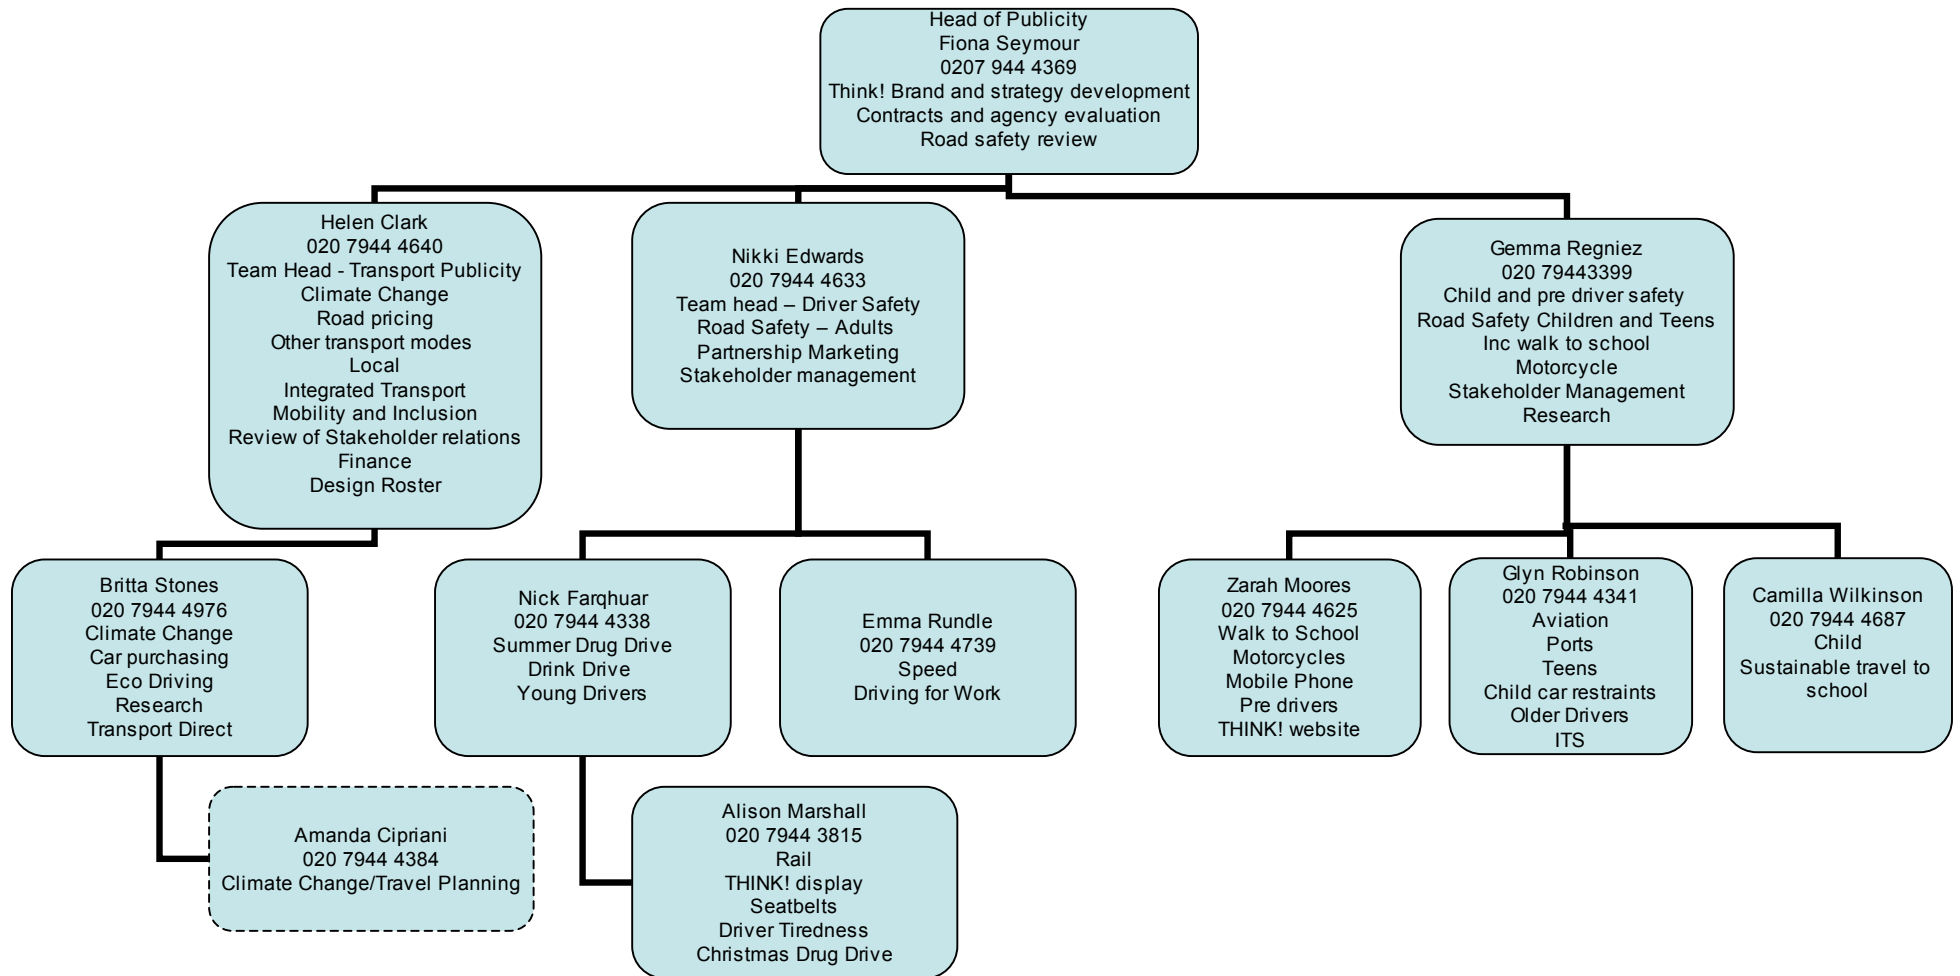 Head of Publicity
Fiona Seymour
0207 944 4369
Think! Brand and strategy development
Contracts and agency evaluation
Road safety review
Helen Clark
020 7944 4640
Team Head - Transport Publicity
Climate Change
Road pricing
Other transport modes
Local
Integrated Transport
Mobility and Inclusion
Review of Stakeholder relations
Finance
Design Roster
Nikki Edwards
020 7944 4633
Team head – Driver Safety
Road Safety – Adults
Partnership Marketing
Stakeholder management
Gemma Regniez
020 79443399
Child and pre driver safety
Road Safety Children and Teens
Inc walk to school
Motorcycle
Stakeholder Management
Research
Britta Stones
020 7944 4976
Climate Change
Car purchasing
Eco Driving
Research
Transport Direct
Nick Farqhuar
020 7944 4338
Summer Drug Drive
Drink Drive
Young Drivers
Emma Rundle
020 7944 4739
Speed
Driving for Work
Zarah Moores
020 7944 4625
Walk to School
Motorcycles
Mobile Phone
Pre drivers
THINK! website
Glyn Robinson
020 7944 4341
Aviation
Ports
Teens
Child car restraints
Older Drivers
ITS
Camilla Wilkinson
020 7944 4687
Child
Sustainable travel to
school
Amanda Cipriani
020 7944 4384
Climate Change/Travel Planning
Alison Marshall
020 7944 3815
Rail
THINK! display
Seatbelts
Driver Tiredness
Christmas Drug Drive